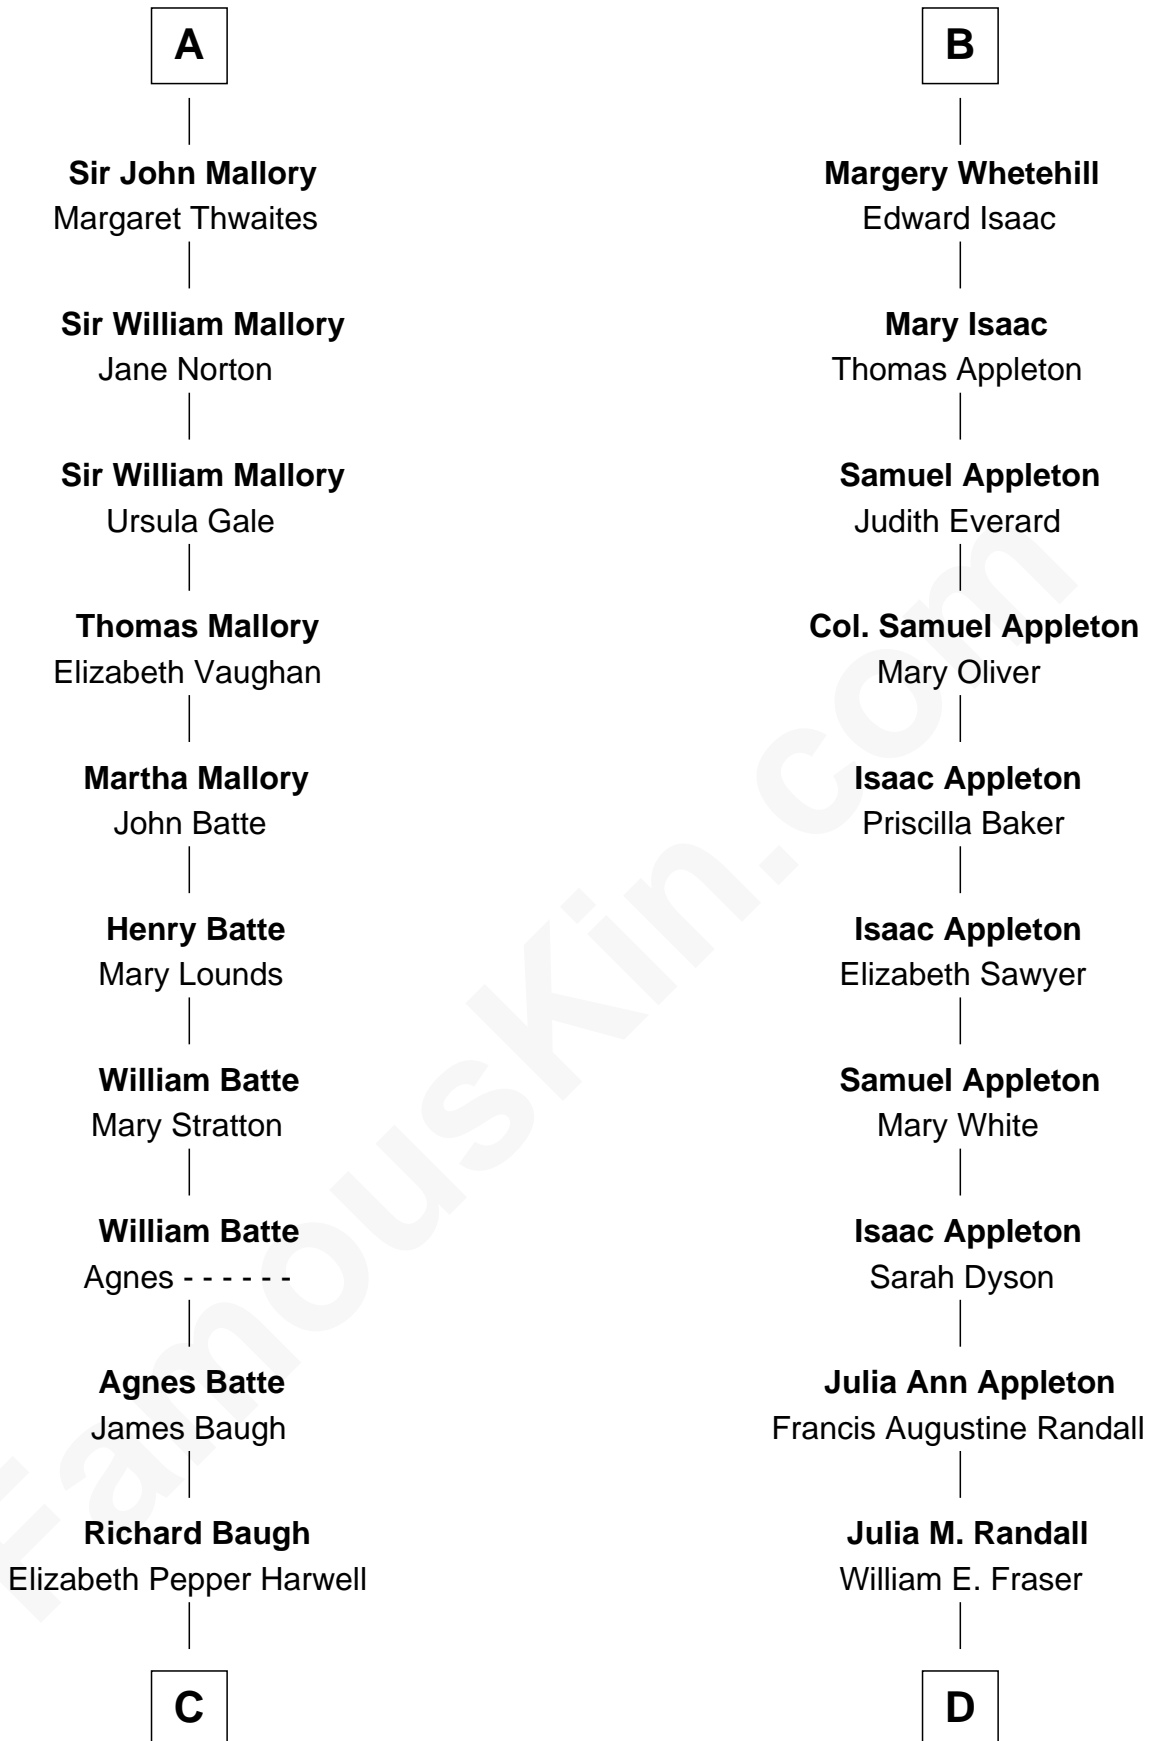 A
Sir John Mallory
Margaret Thwaites
Sir William Mallory
Jane Norton
Sir William Mallory
Ursula Gale
Thomas Mallory
Elizabeth Vaughan
Martha Mallory
John Batte
Henry Batte
Mary Lounds
William Batte
Mary Stratton
William Batte
Agnes - - - - - -
Agnes Batte
James Baugh
Richard Baugh
Elizabeth Pepper Harwell
C
B
Margery Whetehill
Edward Isaac
Mary Isaac
Thomas Appleton
Samuel Appleton
Judith Everard
Col. Samuel Appleton
Mary Oliver
Isaac Appleton
Priscilla Baker
Isaac Appleton
Elizabeth Sawyer
Samuel Appleton
Mary White
Isaac Appleton
Sarah Dyson
Julia Ann Appleton
Francis Augustine Randall
Julia M. Randall
William E. Fraser
D
FamousKin.com